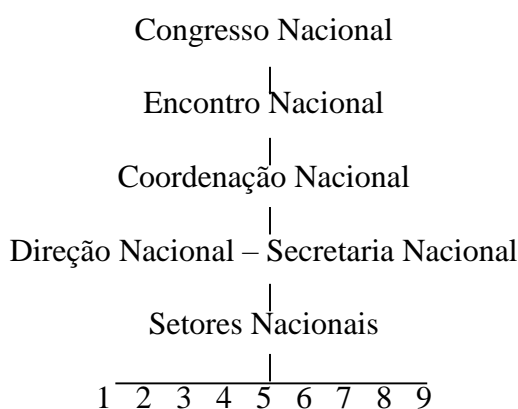 Congresso Nacional
Encontro Nacional
Coordenação Nacional
Direção Nacional – Secretaria Nacional
Setores Nacionais
1 2 3 4 5 6 7 8 9